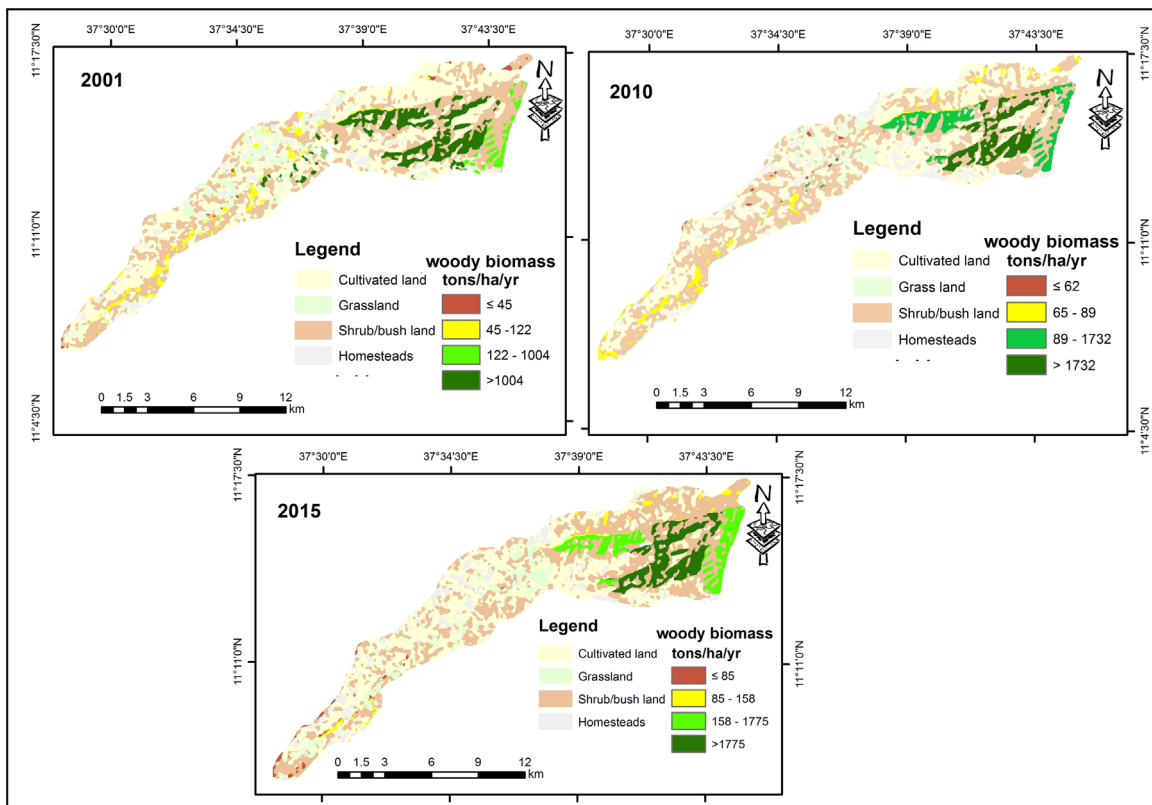 37°30'0"E 37°34'30"E 37°39'0"E 37°43'30"E
11°17'30"N
11°11'0"N
11°4'30"N
2001
N
Legend
Cultivated land
Grassland
Shrub/bush land
Homesteads
woody biomass
tons/ha/yr
≤ 45
45 -122
122 - 1004
>1004
0 1.5 3 6 9 12
km
37°30'0"E 37°34'30"E 37°39'0"E 37°43'30"E
11°17'30"N
11°11'0"N
11°4'30"N
2010
N
Legend
Cultivated land
Grass land
Shrub/bush land
Homesteads
woody biomass
tons/ha/yr
≤ 62
65 - 89
89 - 1732
> 1732
0 1.5 3 6 9 12
km
37°30'0"E 37°34'30"E 37°39'0"E 37°43'30"E
11°17'30"N
11°11'0"N
2015
N
Legend
Cultivated land
Grassland
Shrub/bush land
Homesteads
woody biomass
tons/ha/yr
≤ 85
85 - 158
158 - 1775
>1775
0 1.5 3 6 9 12
km